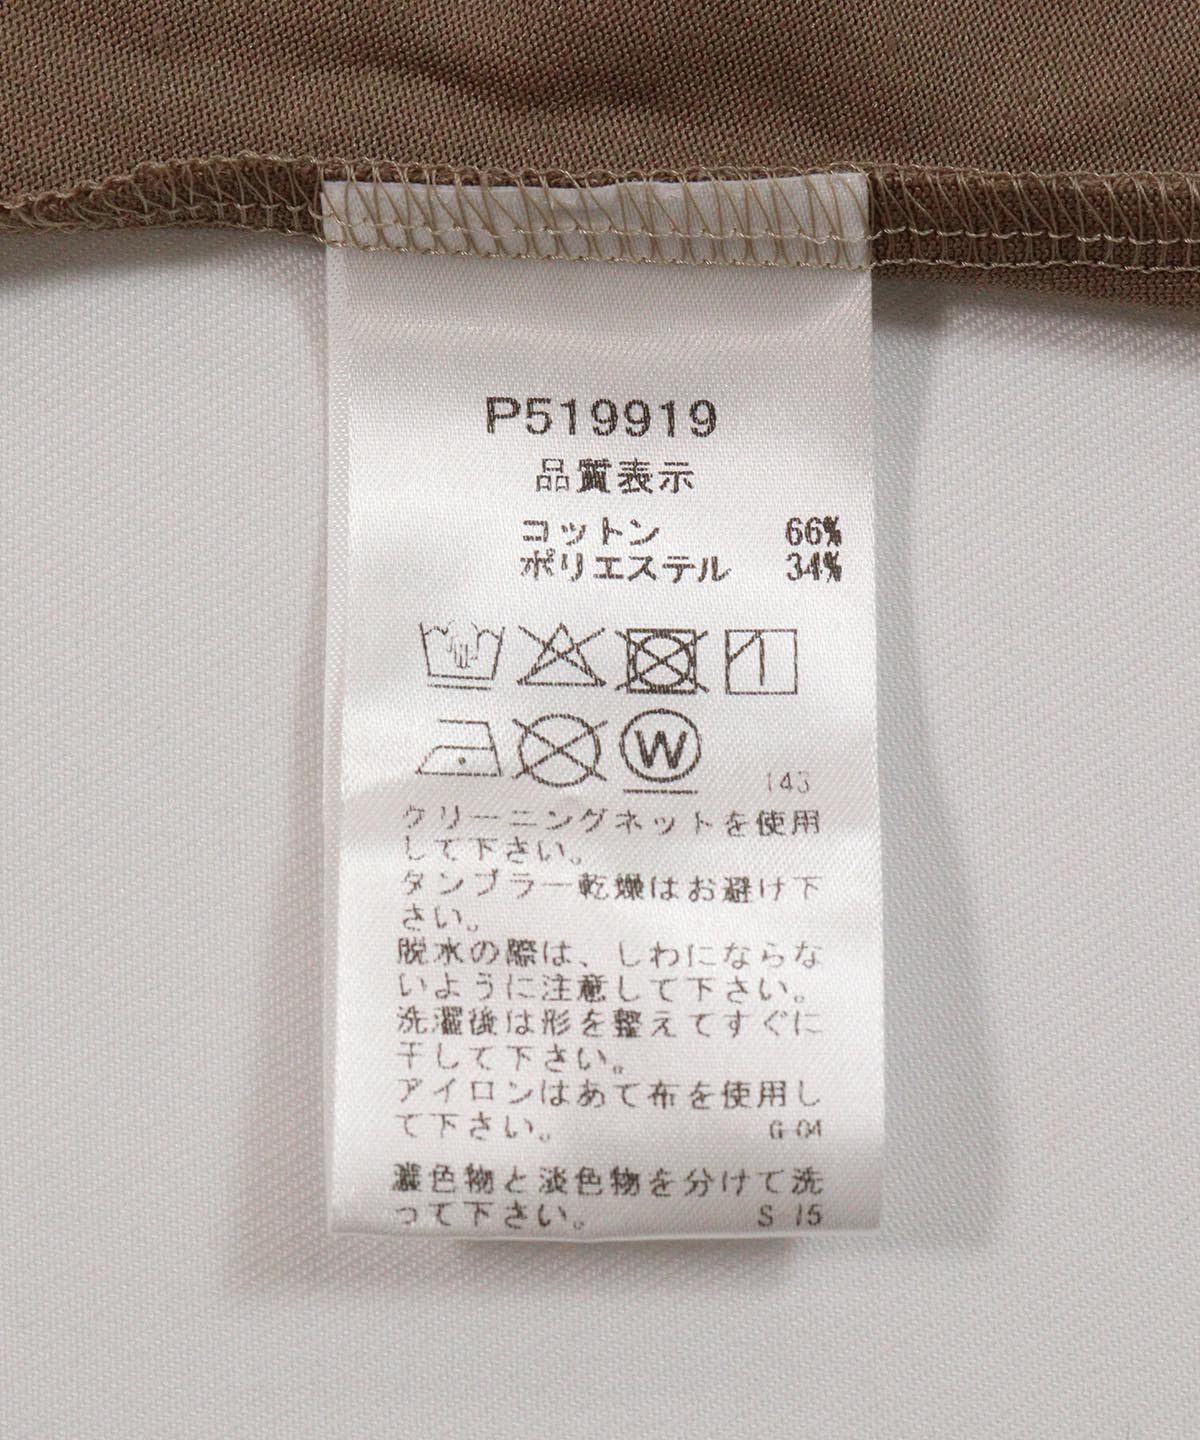 P519919
品質表示
コットン 66%
ポリエステル 34%
W
143
クリーニングネットを使用
して下さい。
タンブラー乾燥はお避け下
さい。
脱水の際は、しわにならな
いように注意して下さい。
洗濯後は形を整えてすぐに
干して下さい。
アイロンはあて布を使用し
て下さい。 G-04
濃色物と淡色物を分けて洗
って下さい。 S-15